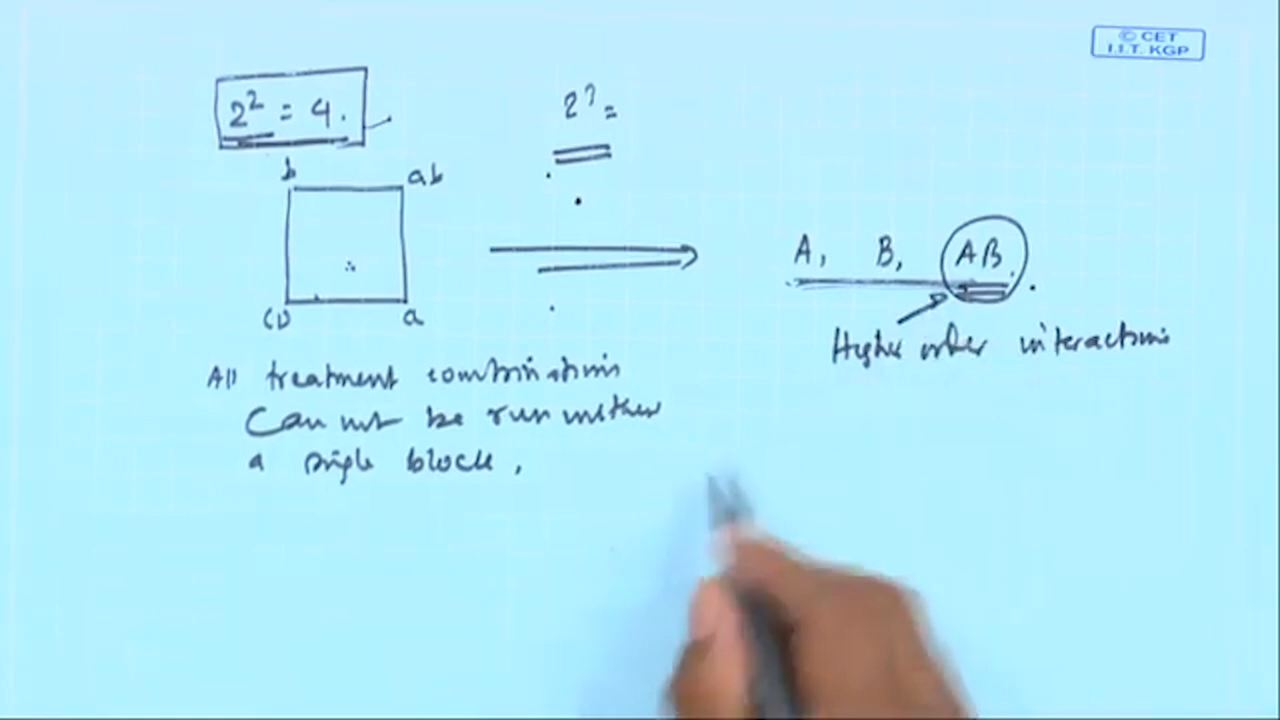 © CET
I.I.T. KGP
2² = 4.
2? =
b
ab
(1)
a
A, B, AB.
Higher order interactions
All treatment combinations
Can not be run within
a single block,